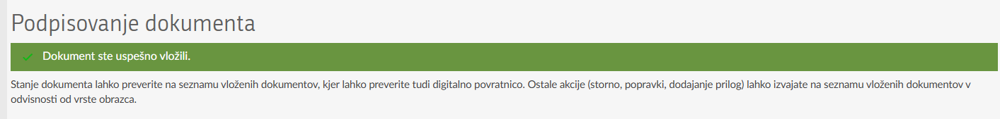 Podpisovanje dokumenta
Dokument ste uspešno vložili.
Stanje dokumenta lahko preverite na seznamu vloženih dokumentov, kjer lahko preverite tudi digitalno povratnico. Ostale akcije (storno, popravki, dodajanje prilog) lahko izvajate na seznamu vloženih dokumentov v
odvisnosti od vrste obrazca.